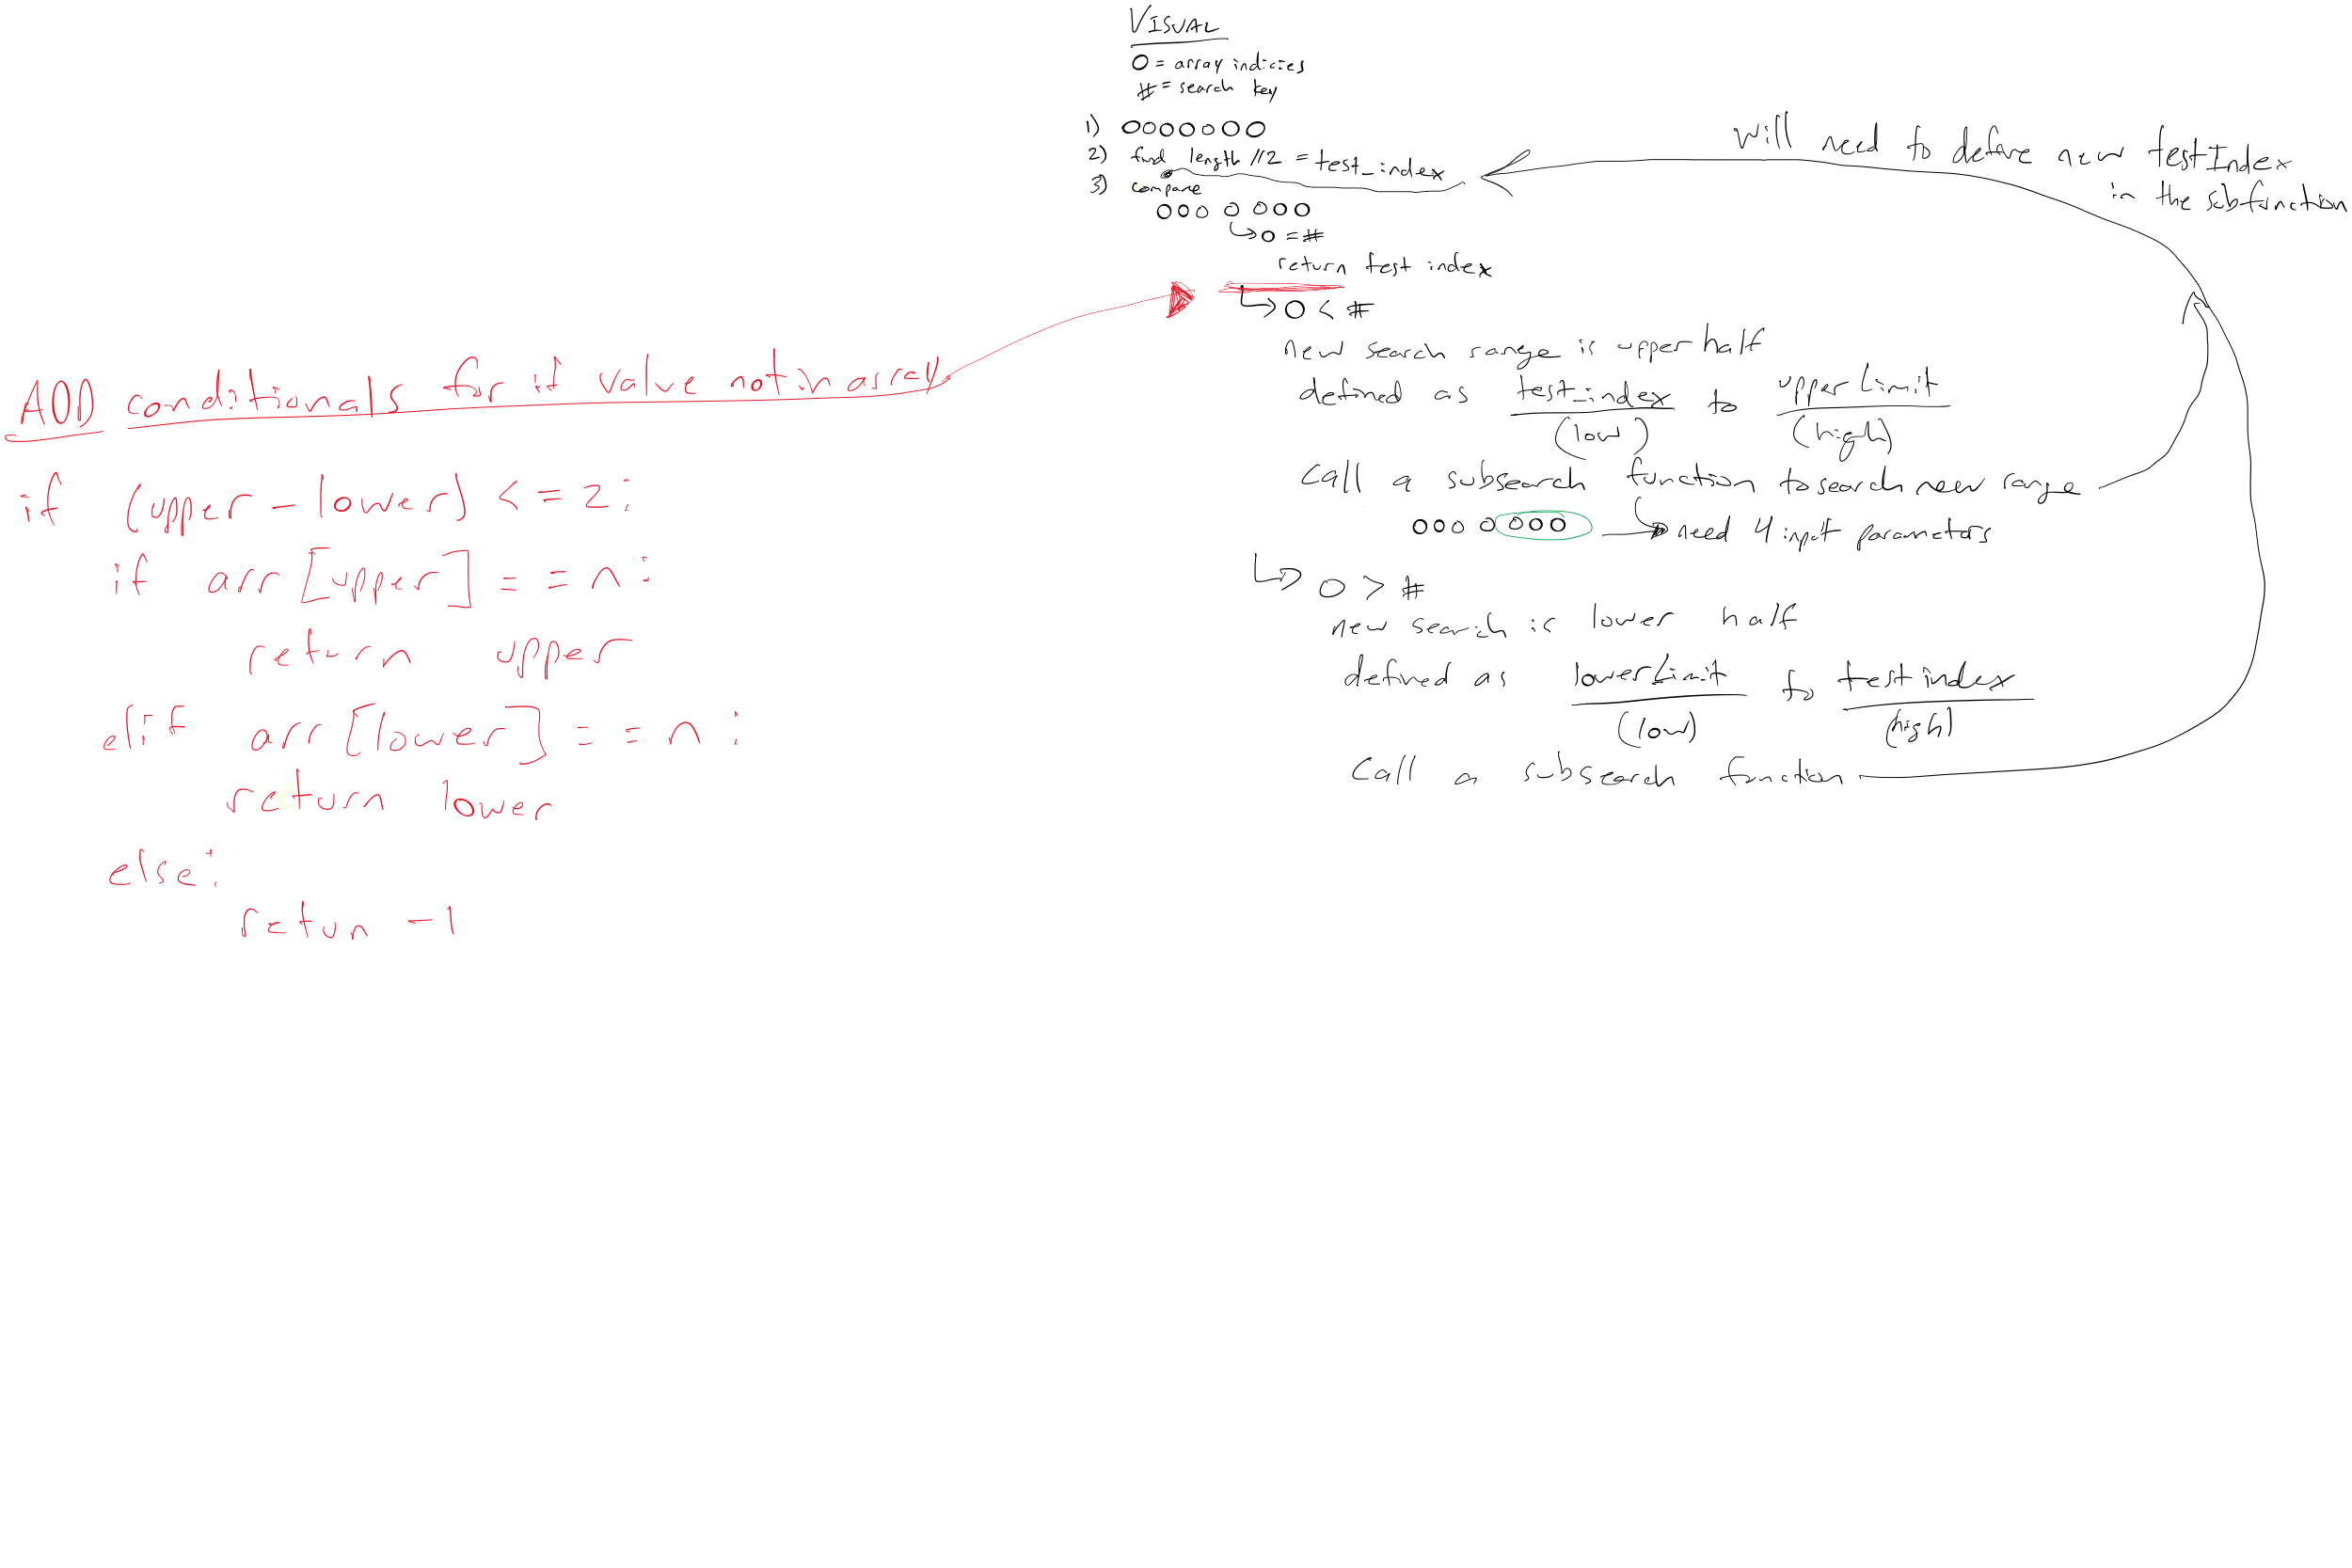 VISUAL
O = array indicies
# = search key
1) OOOOOOO
2) find length //2 = test_index
3) compare
OOO O OOO
O = #
return test index
O < #
new search range is upper half
defined as test_index to upper Limit
(low) (high)
call a subsearch function to search new range
OOO O OOO need 4 input parameters
O > #
new search is lower half
defined as lower Limit to test index
(low) (high)
Call a subsearch function
will need to define new testIndex
in the subfunction
ADD conditionals for if value not in array
if (upper - lower) <= 2:
if arr [upper] == n:
return upper
elif arr [lower] == n:
return lower
else:
retun -1